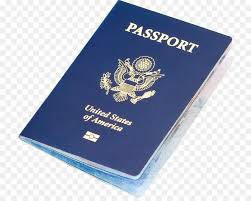 PASSPORT
United States
of America